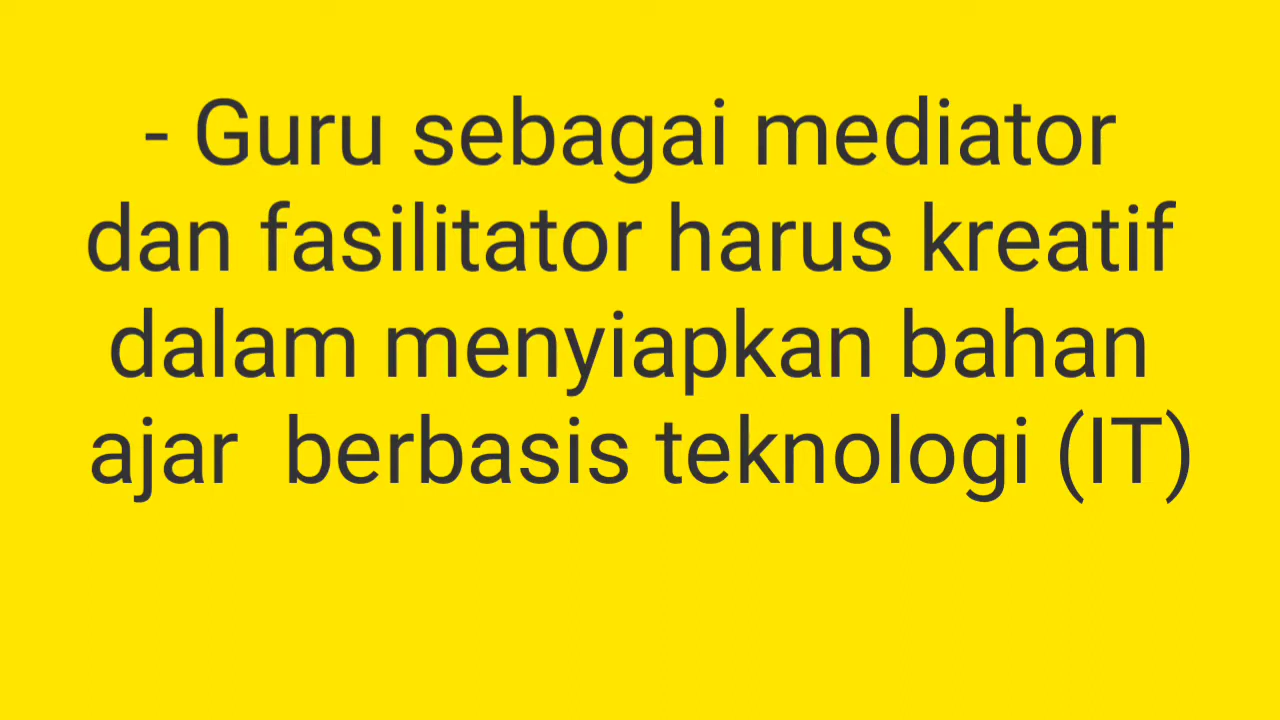 - Guru sebagai mediator
dan fasilitator harus kreatif
dalam menyiapkan bahan
ajar  berbasis teknologi (IT)